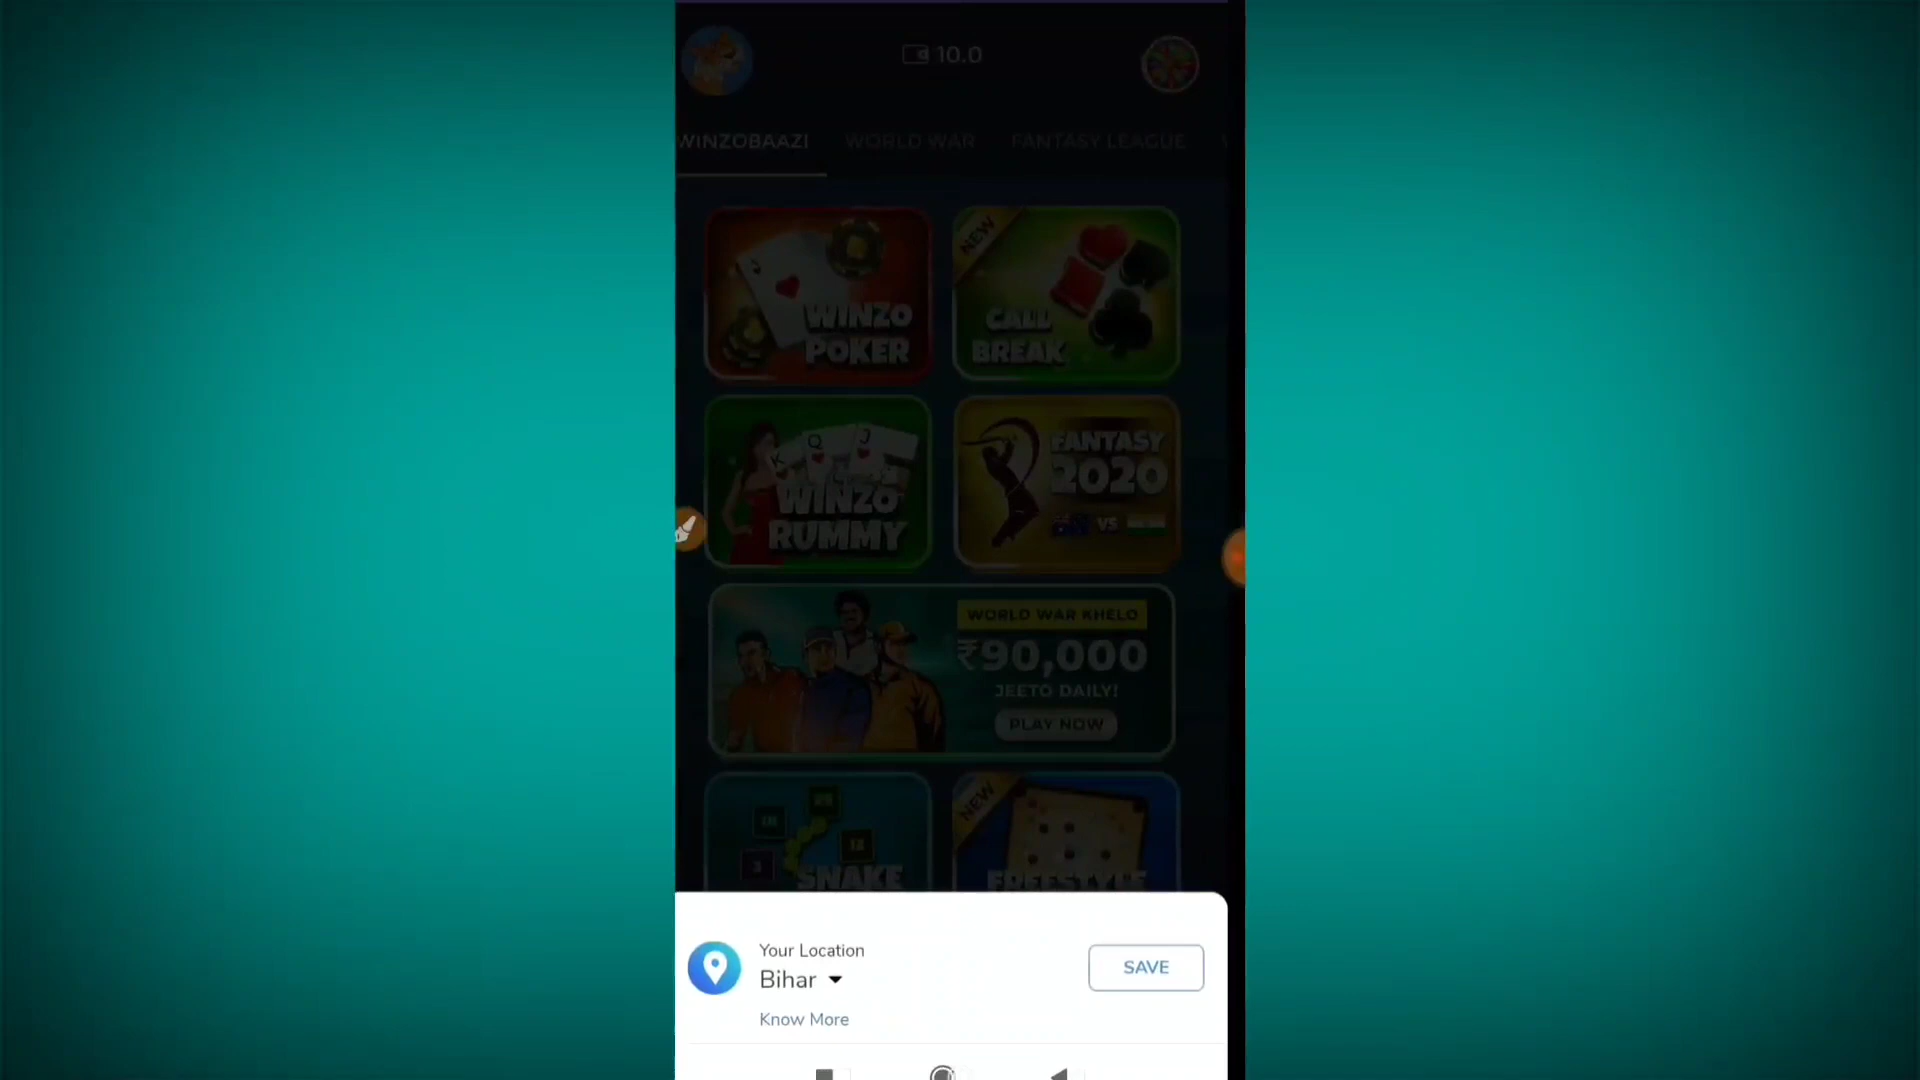 10.0
WINZOBAAZI WORLD WAR FANTASY LEAGUE
WINZO
POKER
NEW
CALL
BREAK
K Q J
WINZO
RUMMY
FANTASY
2020
VS
WORLD WAR KHELO
₹90,000
JEETO DAILY!
PLAY NOW
SNAKE
NEW
FREESTYLE
Your Location
Bihar
SAVE
Know More